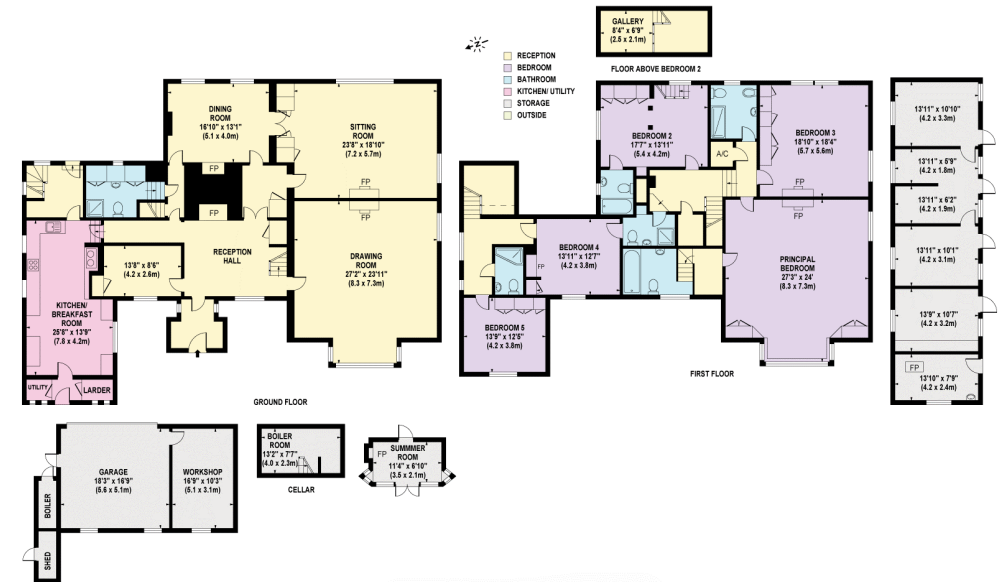 GALLERY
8'4" x 6'9"
(2.5 x 2.1m)
FLOOR ABOVE BEDROOM 2
N
RECEPTION
BEDROOM
BATHROOM
KITCHEN/ UTILITY
STORAGE
OUTSIDE
DINING
ROOM
16'10" x 13'1"
(5.1 x 4.0m)
FP
SITTING
ROOM
23'8" x 18'10"
(7.2 x 5.7m)
FP
FP
FP
RECEPTION
HALL
DRAWING
ROOM
27'2" x 23'11"
(8.3 x 7.3m)
13'8" x 8'6"
(4.2 x 2.6m)
KITCHEN/
BREAKFAST
ROOM
25'8" x 13'9"
(7.8 x 4.2m)
UTILITY
LARDER
GROUND FLOOR
BEDROOM 2
17'7" x 13'11"
(5.4 x 4.2m)
A/C
BEDROOM 3
18'10" x 18'4"
(5.7 x 5.6m)
FP
FP
BEDROOM 4
13'11" x 12'7"
(4.2 x 3.8m)
FP
PRINCIPAL
BEDROOM
27'3" x 24'
(8.3 x 7.3m)
BEDROOM 5
13'9" x 12'5"
(4.2 x 3.8m)
FIRST FLOOR
13'11" x 10'10"
(4.2 x 3.3m)
13'11" x 5'9"
(4.2 x 1.8m)
13'11" x 6'2"
(4.2 x 1.9m)
13'11" x 10'1"
(4.2 x 3.1m)
13'9" x 10'7"
(4.2 x 3.2m)
FP
13'10" x 7'9"
(4.2 x 2.4m)
GARAGE
18'3" x 16'9"
(5.6 x 5.1m)
WORKSHOP
16'9" x 10'3"
(5.1 x 3.1m)
BOILER
SHED
BOILER
ROOM
13'2" x 7'7"
(4.0 x 2.3m)
CELLAR
SUMMMER
ROOM
FP
11'4" x 6'10"
(3.5 x 2.1m)